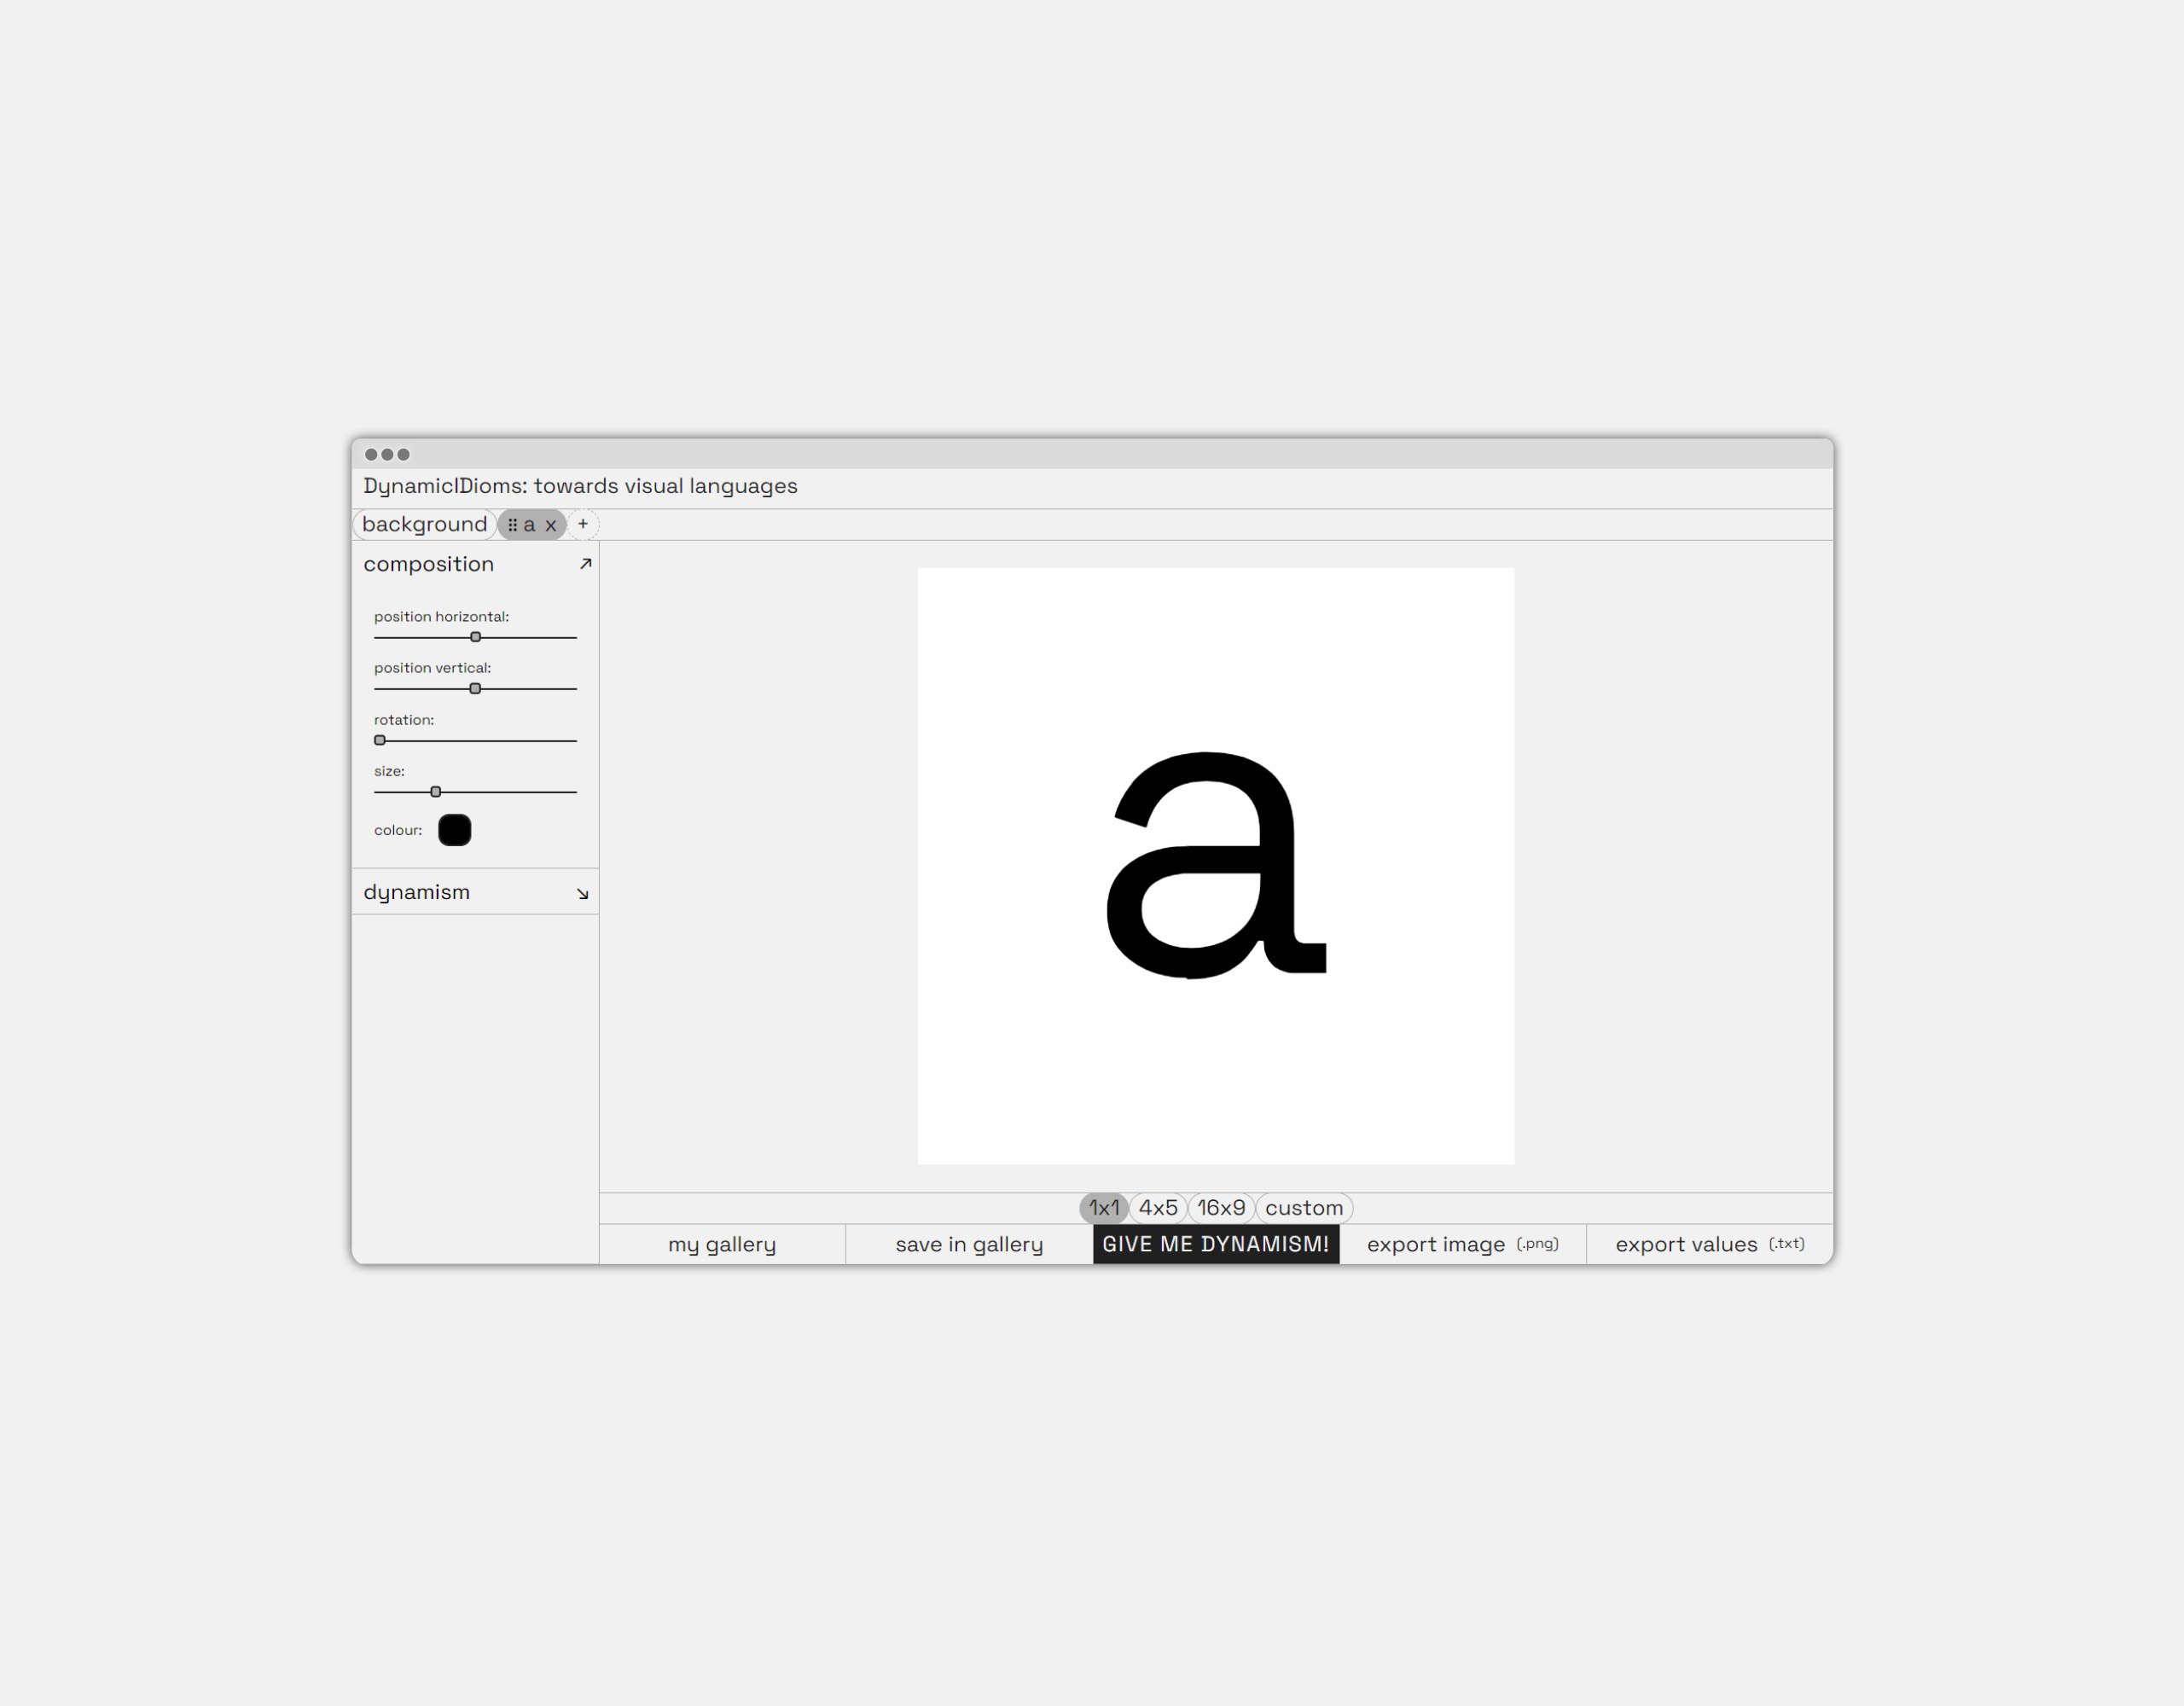 DynamicIDioms: towards visual languages
background a x +
composition
position horizontal:
position vertical:
rotation:
size:
colour:
dynamism
a
1x1 4x5 16x9 custom
my gallery save in gallery GIVE ME DYNAMISM! export image (.png) export values (.txt)